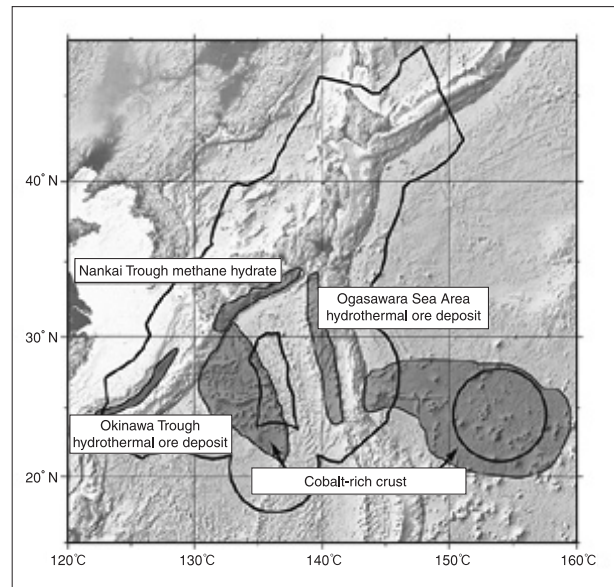 40°N
Nankai Trough methane hydrate
Ogasawara Sea Area
hydrothermal ore deposit
30°N
Okinawa Trough
hydrothermal ore deposit
Cobalt-rich crust
20°N
120°C
130°C
140°C
150°C
160°C